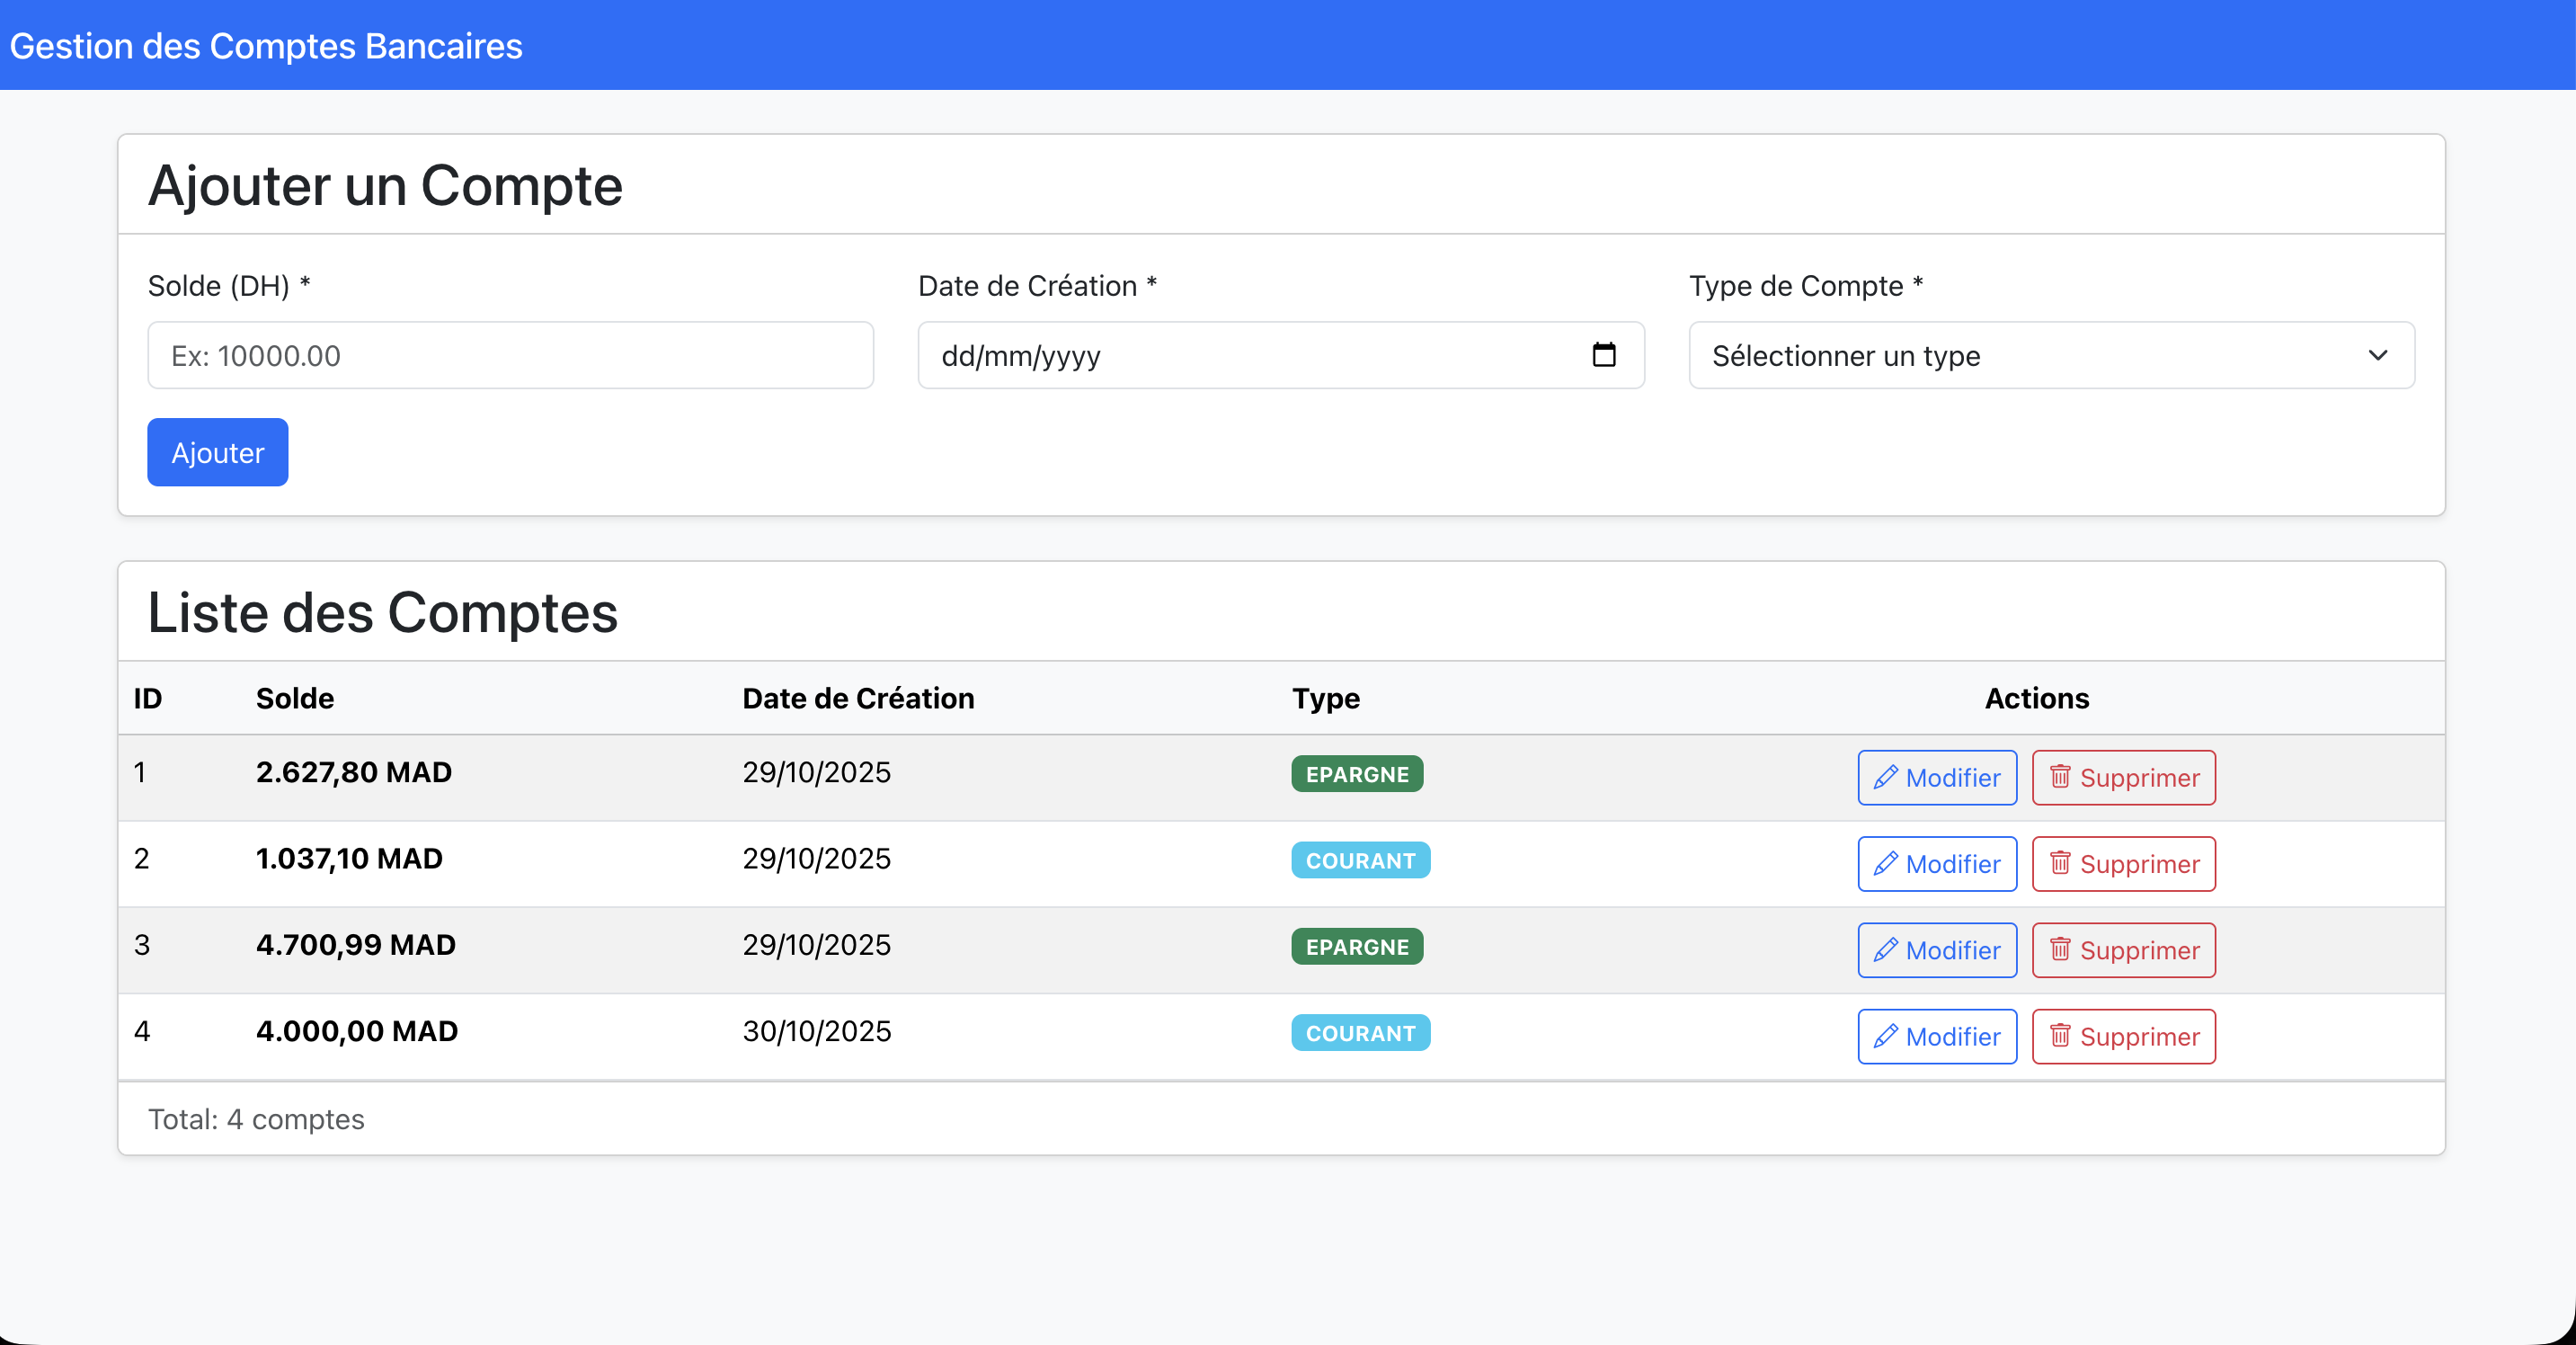 Gestion des Comptes Bancaires
Ajouter un Compte
Solde (DH) * Date de Création * Type de Compte *
Ex: 10000.00 dd/mm/yyyy Sélectionner un type
Ajouter
Liste des Comptes
ID Solde Date de Création Type Actions
1 2.627,80 MAD 29/10/2025 EPARGNE Modifier Supprimer
2 1.037,10 MAD 29/10/2025 COURANT Modifier Supprimer
3 4.700,99 MAD 29/10/2025 EPARGNE Modifier Supprimer
4 4.000,00 MAD 30/10/2025 COURANT Modifier Supprimer
Total: 4 comptes